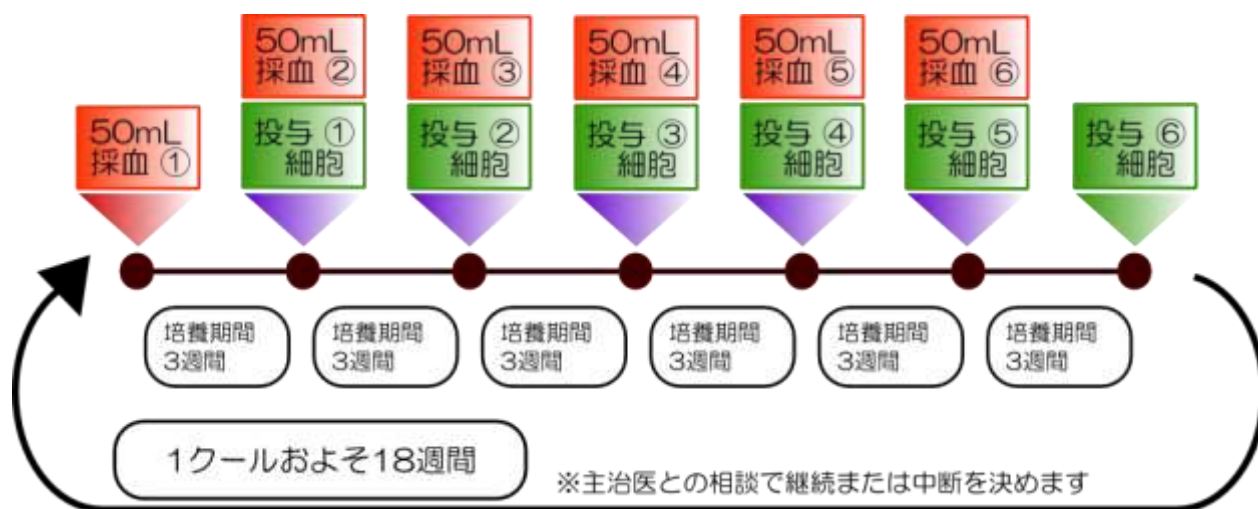 50mL
採血 ①
50mL
採血 ②
投与 ①
細胞
50mL
採血 ③
投与 ②
細胞
50mL
採血 ④
投与 ③
細胞
50mL
採血 ⑤
投与 ④
細胞
50mL
採血 ⑥
投与 ⑤
細胞
投与 ⑥
細胞
培養期間
3週間
培養期間
3週間
培養期間
3週間
培養期間
3週間
培養期間
3週間
培養期間
3週間
1クールおよそ18週間
※主治医との相談で継続または中断を決めます